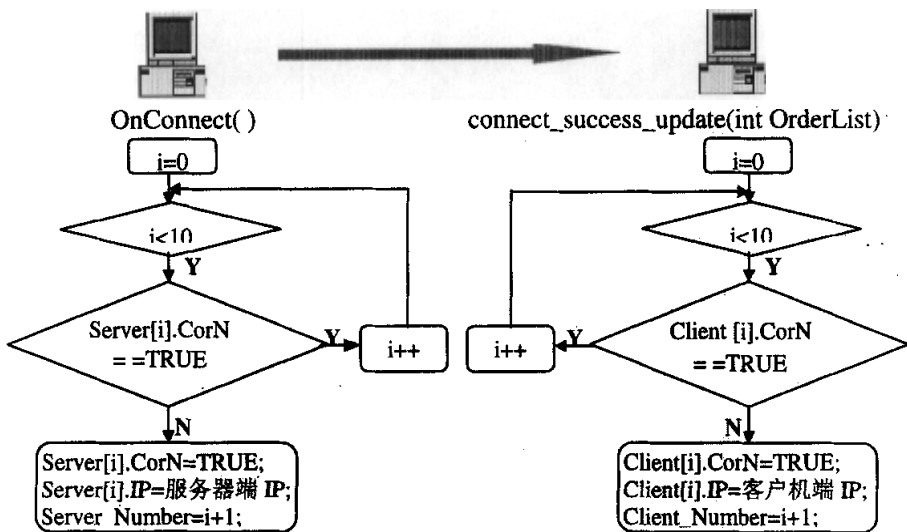 OnConnect( )
i=0
i<10
Y
Server[i].CorN
= =TRUE
Y
i++
N
Server[i].CorN=TRUE;
Server[i].IP=服务器端 IP;
Server_Number=i+1;
connect_success_update(int OrderList)
i=0
i<10
Y
Client [i].CorN
= =TRUE
Y
i++
N
Client[i].CorN=TRUE;
Client[i].IP=客户机端 IP;
Client_Number=i+1;